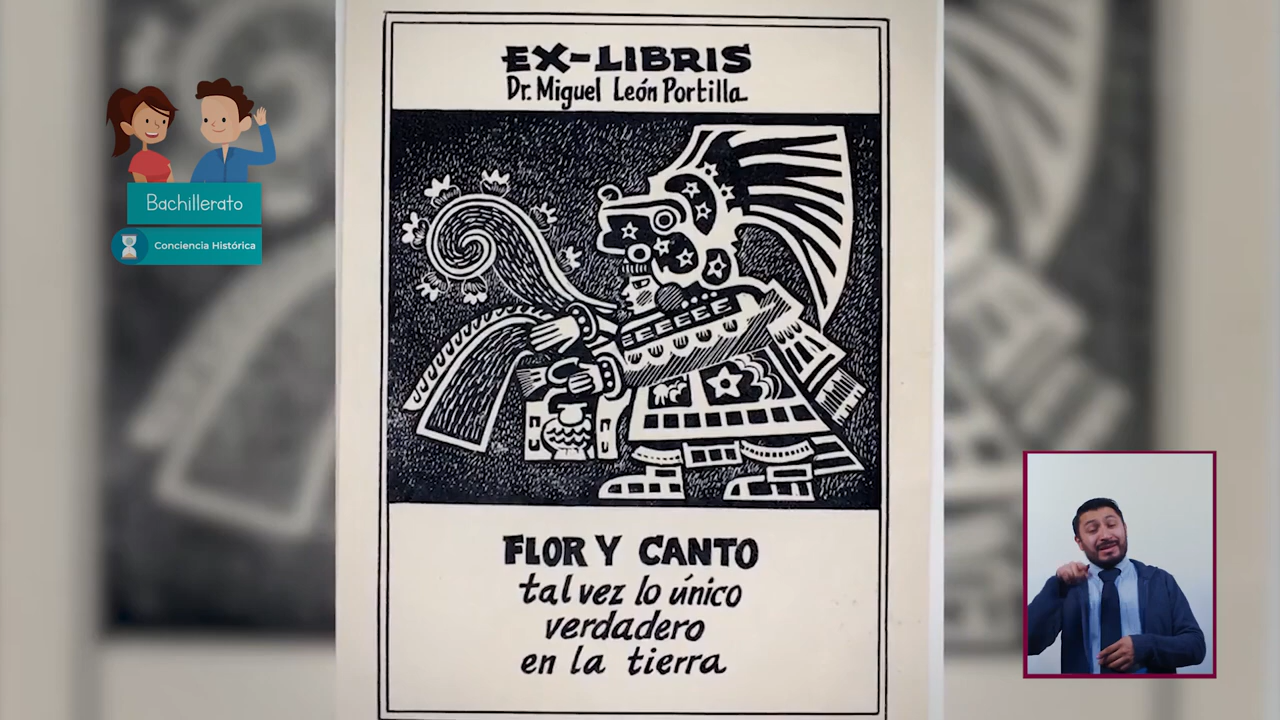 EX-LIBRIS
Dr. Miguel León Portilla
Bachillerato
Conciencia Histórica
FLOR Y CANTO
tal vez lo único
verdadero
en la tierra